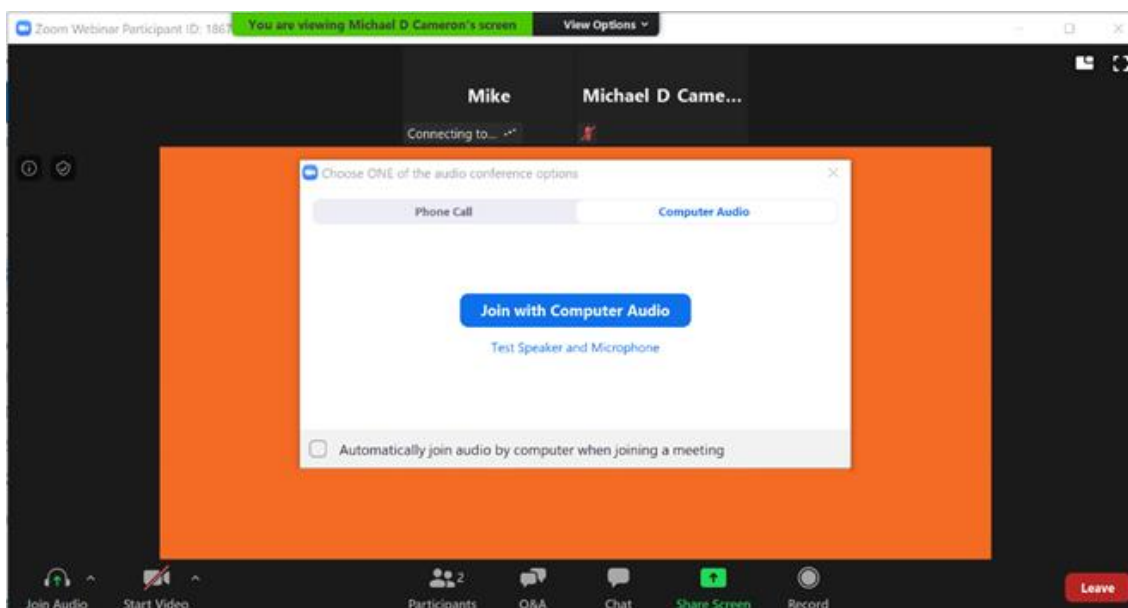 Zoom Webinar Participant ID: 1867
You are viewing Michael D Cameron's screen
View Options
Mike
Michael D Came...
Connecting to...
Choose ONE of the audio conference options
Phone Call
Computer Audio
Join with Computer Audio
Test Speaker and Microphone
Automatically join audio by computer when joining a meeting
Join Audio
Start Video
2
Participants
Q&A
Chat
Share Screen
Record
Leave